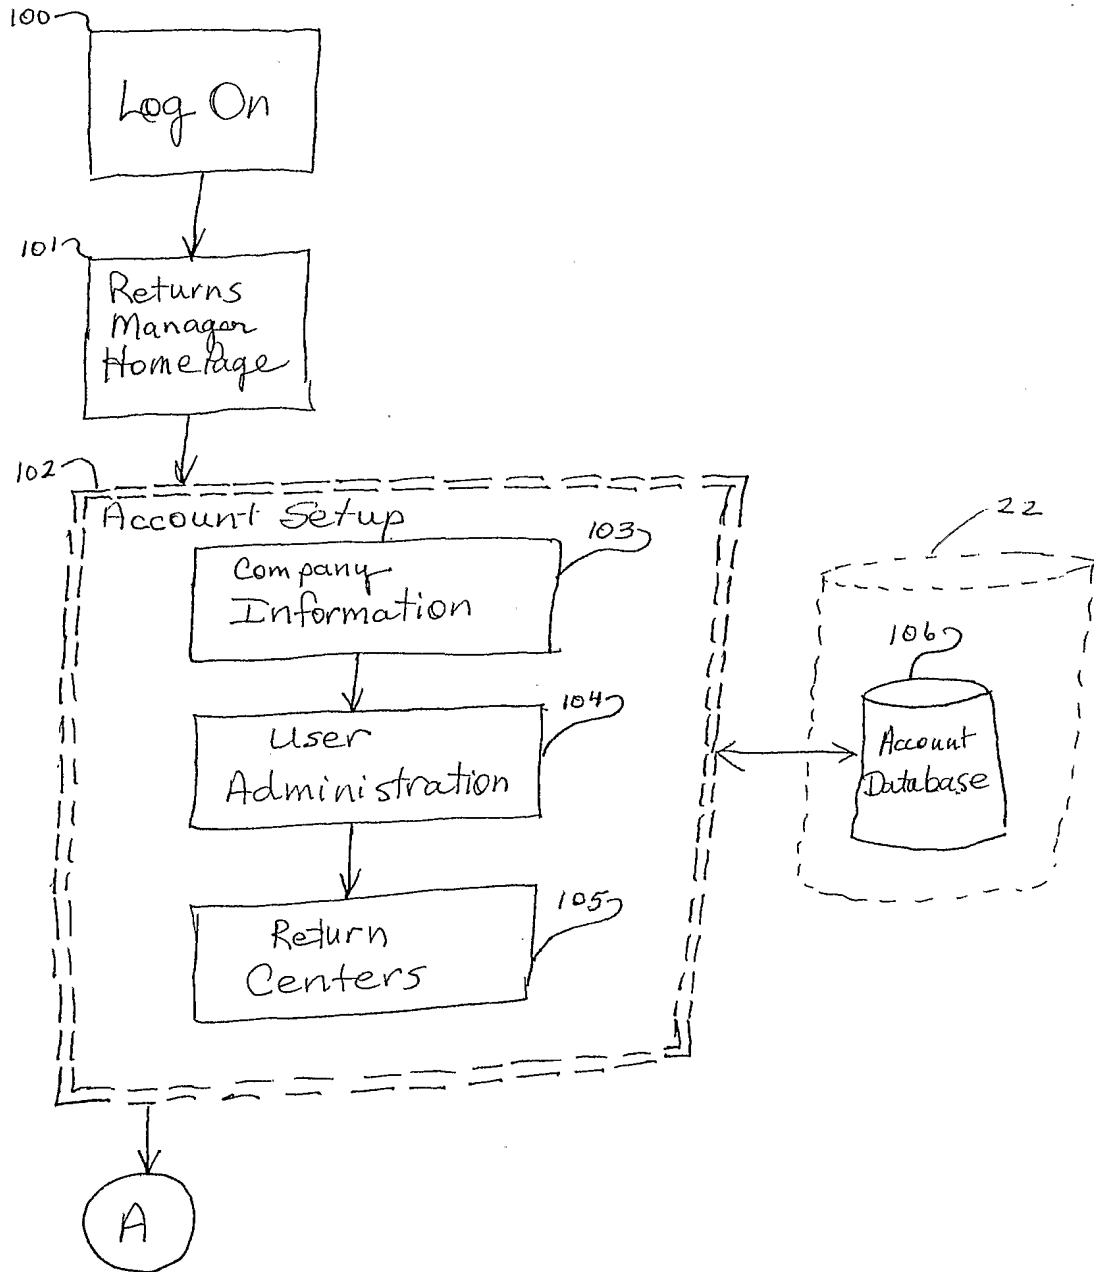 100
Log On
101
Returns
Manager
HomePage
102
Account Setup
103
Company
Information
22
106
104
User
Administration
Account
Database
105
Return
Centers
A